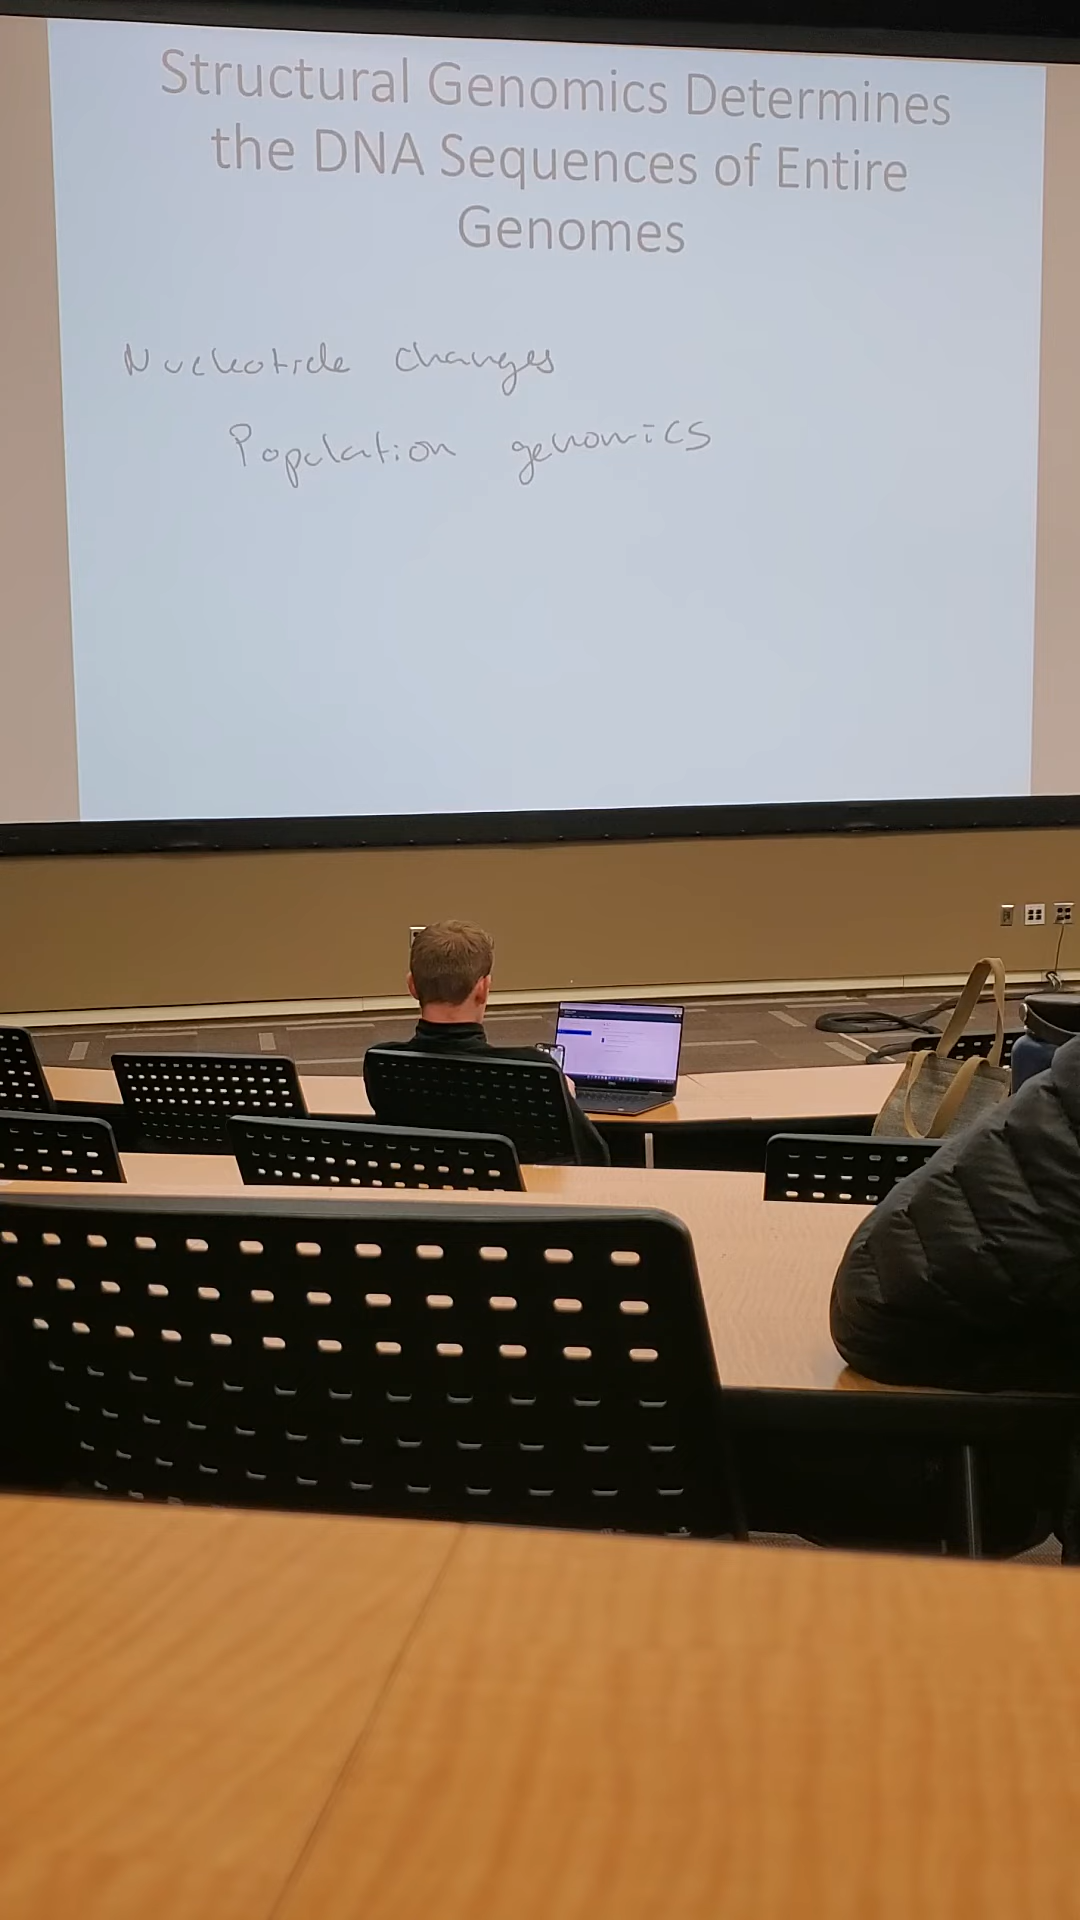 Structural Genomics Determines
the DNA Sequences of Entire
Genomes
Nucleotide changes
Population genomics